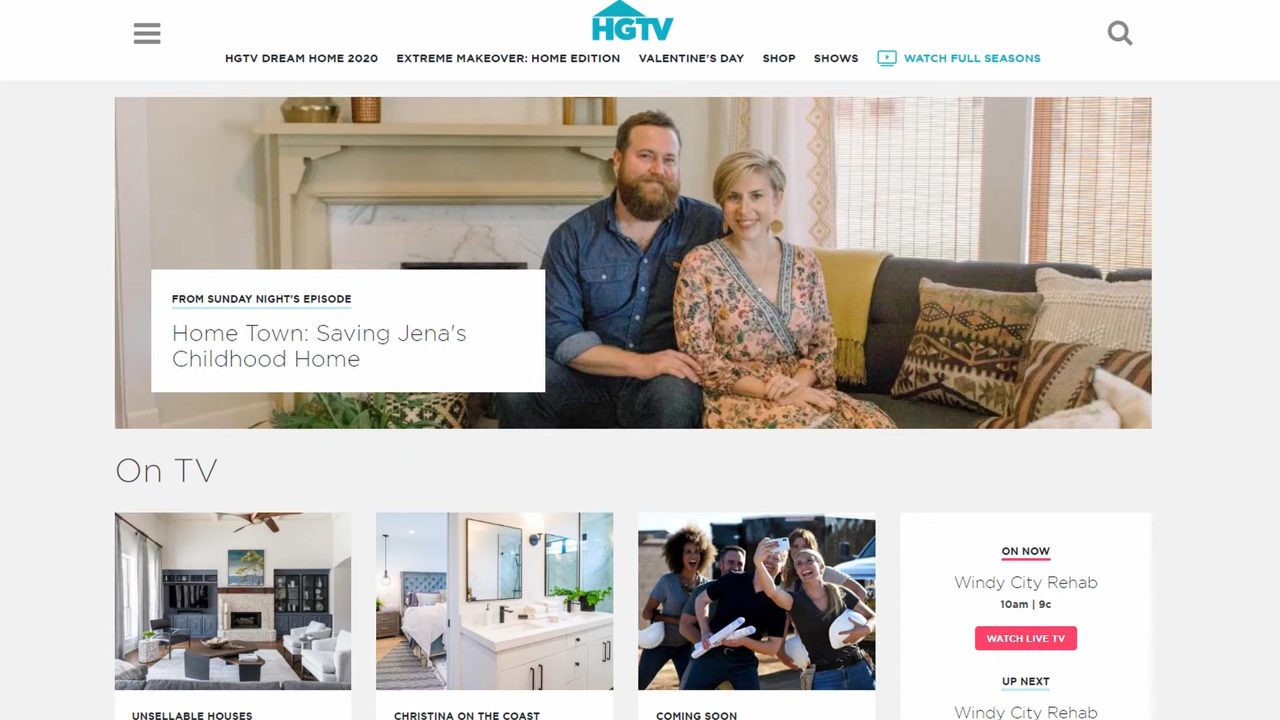 HGTV
HGTV DREAM HOME 2020
EXTREME MAKEOVER: HOME EDITION
VALENTINE'S DAY
SHOP
SHOWS
WATCH FULL SEASONS
FROM SUNDAY NIGHT'S EPISODE
Home Town: Saving Jena's
Childhood Home
On TV
UNSELLABLE HOUSES
CHRISTINA ON THE COAST
COMING SOON
ON NOW
Windy City Rehab
10am | 9c
WATCH LIVE TV
UP NEXT
Windy City Rehab